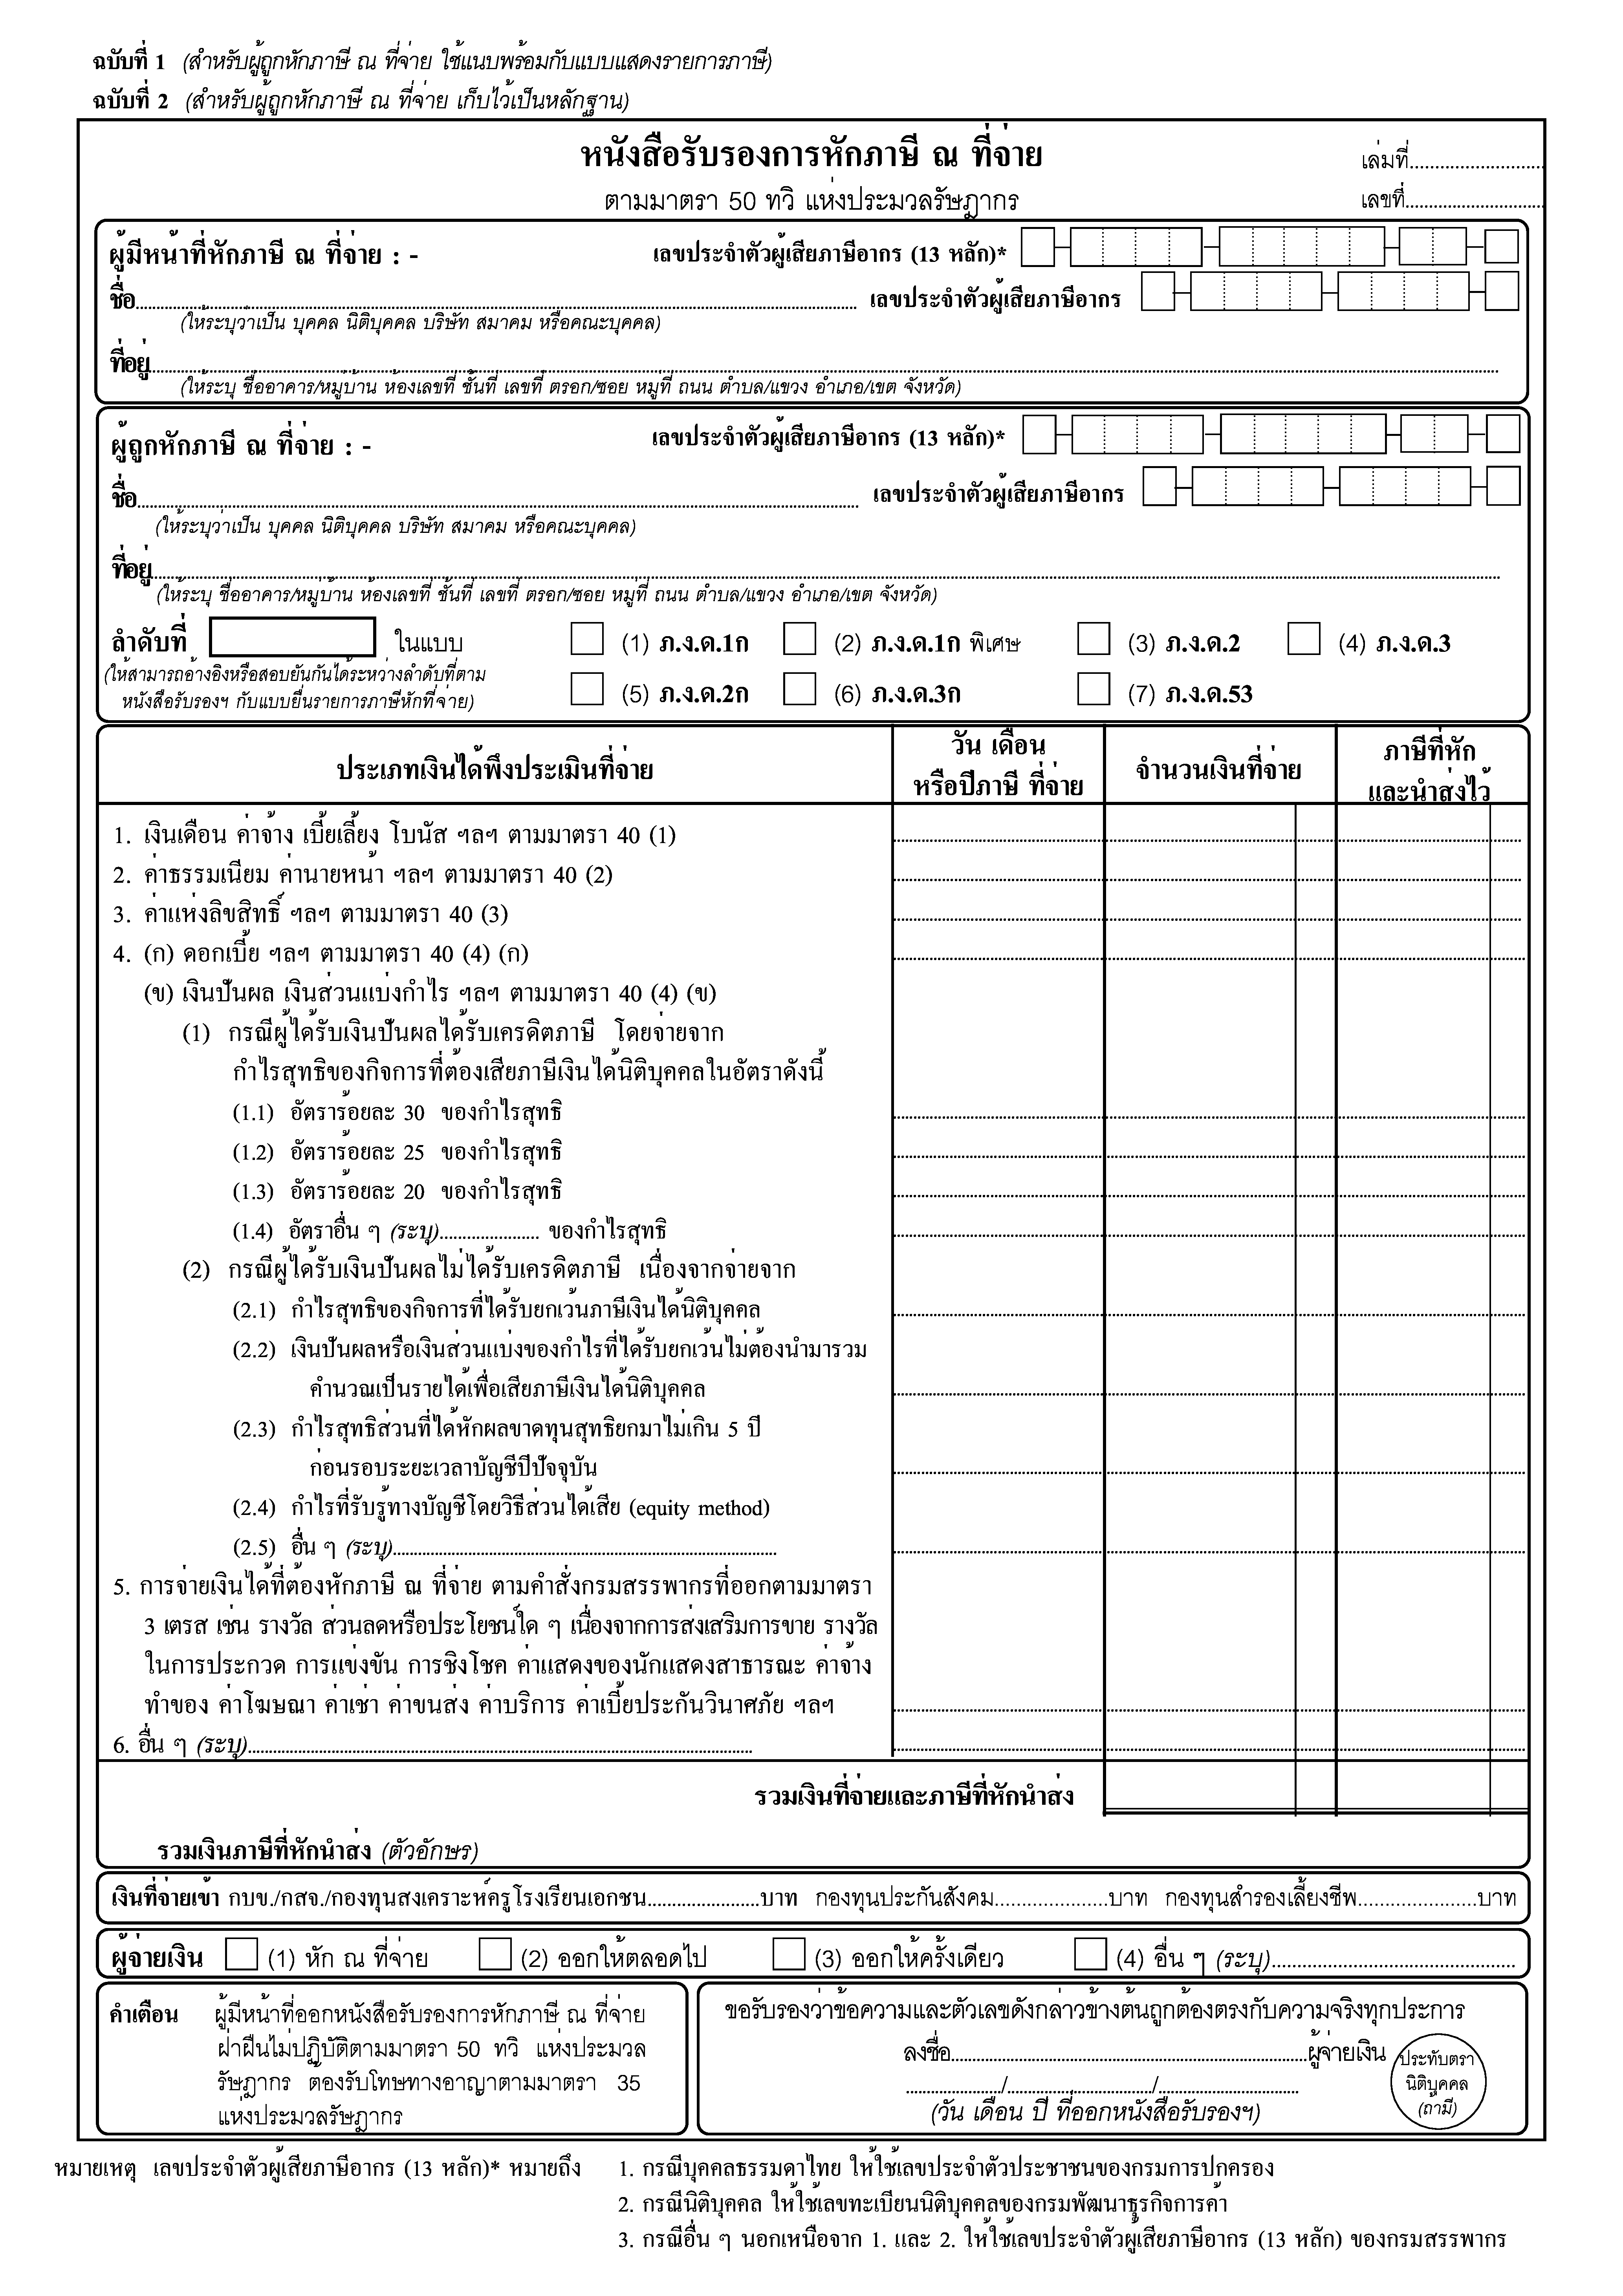 ฉบับที่ 1 (สำหรับผู้ถูกหักภาษี ณ ที่จ่าย ใช้แนบพร้อมกับแบบแสดงรายการภาษี)
ฉบับที่ 2 (สำหรับผู้ถูกหักภาษี ณ ที่จ่าย เก็บไว้เป็นหลักฐาน)
หนังสือรับรองการหักภาษี ณ ที่จ่าย
เล่มที่....................
ตามมาตรา 50 ทวิ แห่งประมวลรัษฎากร
เลขที่....................
ผู้มีหน้าที่หักภาษี ณ ที่จ่าย : - เลขประจำตัวผู้เสียภาษีอากร (13 หลัก)*
ชื่อ.................... เลขประจำตัวผู้เสียภาษีอากร
(ให้ระบุว่าเป็น บุคคล นิติบุคคล บริษัท สมาคม หรือคณะบุคคล)
ที่อยู่....................
(ให้ระบุ ชื่ออาคาร/หมู่บ้าน ห้องเลขที่ ชั้นที่ เลขที่ ตรอก/ซอย หมู่ที่ ถนน ตำบล/แขวง อำเภอ/เขต จังหวัด)
ผู้ถูกหักภาษี ณ ที่จ่าย : - เลขประจำตัวผู้เสียภาษีอากร (13 หลัก)*
ชื่อ.................... เลขประจำตัวผู้เสียภาษีอากร
(ให้ระบุว่าเป็น บุคคล นิติบุคคล บริษัท สมาคม หรือคณะบุคคล)
ที่อยู่....................
(ให้ระบุ ชื่ออาคาร/หมู่บ้าน ห้องเลขที่ ชั้นที่ เลขที่ ตรอก/ซอย หมู่ที่ ถนน ตำบล/แขวง อำเภอ/เขต จังหวัด)
ลำดับที่ ในแบบ (1) ภ.ง.ด.1ก (2) ภ.ง.ด.1ก พิเศษ (3) ภ.ง.ด.2 (4) ภ.ง.ด.3
(ให้สามารถอ้างอิงหรือสอบยันกันได้ระหว่างลำดับที่ตาม
หนังสือรับรองฯ กับแบบยื่นรายการภาษีหักที่จ่าย)
(5) ภ.ง.ด.2ก (6) ภ.ง.ด.3ก (7) ภ.ง.ด.53
ประเภทเงินได้พึงประเมินที่จ่าย
วัน เดือน
หรือปีภาษี ที่จ่าย
จำนวนเงินที่จ่าย
ภาษีที่หัก
และนำส่งไว้
1. เงินเดือน ค่าจ้าง เบี้ยเลี้ยง โบนัส ฯลฯ ตามมาตรา 40 (1)
2. ค่าธรรมเนียม ค่านายหน้า ฯลฯ ตามมาตรา 40 (2)
3. ค่าแห่งลิขสิทธิ์ ฯลฯ ตามมาตรา 40 (3)
4. (ก) ดอกเบี้ย ฯลฯ ตามมาตรา 40 (4) (ก)
(ข) เงินปันผล เงินส่วนแบ่งกำไร ฯลฯ ตามมาตรา 40 (4) (ข)
(1) กรณีผู้ได้รับเงินปันผลได้รับเครดิตภาษี โดยจ่ายจาก
กำไรสุทธิของกิจการที่ต้องเสียภาษีเงินได้นิติบุคคลในอัตราดังนี้
(1.1) อัตราร้อยละ 30 ของกำไรสุทธิ
(1.2) อัตราร้อยละ 25 ของกำไรสุทธิ
(1.3) อัตราร้อยละ 20 ของกำไรสุทธิ
(1.4) อัตราอื่น ๆ (ระบุ).................... ของกำไรสุทธิ
(2) กรณีผู้ได้รับเงินปันผลไม่ได้รับเครดิตภาษี เนื่องจากจ่ายจาก
(2.1) กำไรสุทธิของกิจการที่ได้รับยกเว้นภาษีเงินได้นิติบุคคล
(2.2) เงินปันผลหรือเงินส่วนแบ่งของกำไรที่ได้รับยกเว้นไม่ต้องนำมารวม
คำนวณเป็นรายได้เพื่อเสียภาษีเงินได้นิติบุคคล
(2.3) กำไรสุทธิส่วนที่ได้หักผลขาดทุนสุทธิยกมาไม่เกิน 5 ปี
ก่อนรอบระยะเวลาบัญชีปีปัจจุบัน
(2.4) กำไรที่รับรู้ทางบัญชีโดยวิธีส่วนได้เสีย (equity method)
(2.5) อื่น ๆ (ระบุ)....................
5. การจ่ายเงินได้ที่ต้องหักภาษี ณ ที่จ่าย ตามคำสั่งกรมสรรพากรที่ออกตามมาตรา
3 เตรส เช่น รางวัล ส่วนลดหรือประโยชน์ใด ๆ เนื่องจากการส่งเสริมการขาย รางวัล
ในการประกวด การแข่งขัน การชิงโชค ค่าแสดงของนักแสดงสาธารณะ ค่าจ้าง
ทำของ ค่าโฆษณา ค่าเช่า ค่าขนส่ง ค่าบริการ ค่าเบี้ยประกันวินาศภัย ฯลฯ
6. อื่น ๆ (ระบุ)....................
รวมเงินที่จ่ายและภาษีที่หักนำส่ง
รวมเงินภาษีที่หักนำส่ง (ตัวอักษร)
เงินที่จ่ายเข้า กบข./กสจ./กองทุนสงเคราะห์ครูโรงเรียนเอกชน....................บาท กองทุนประกันสังคม....................บาท กองทุนสำรองเลี้ยงชีพ....................บาท
ผู้จ่ายเงิน (1) หัก ณ ที่จ่าย (2) ออกให้ตลอดไป (3) ออกให้ครั้งเดียว (4) อื่น ๆ (ระบุ)....................
คำเตือน ผู้มีหน้าที่ออกหนังสือรับรองการหักภาษี ณ ที่จ่าย
ฝ่าฝืนไม่ปฏิบัติตามมาตรา 50 ทวิ แห่งประมวล
รัษฎากร ต้องรับโทษทางอาญาตามมาตรา 35
แห่งประมวลรัษฎากร
ขอรับรองว่าข้อความและตัวเลขดังกล่าวข้างต้นถูกต้องตรงกับความจริงทุกประการ
ลงชื่อ....................ผู้จ่ายเงิน
................/......................../......................
(วัน เดือน ปี ที่ออกหนังสือรับรองฯ)
ประทับตรา
นิติบุคคล
(ถ้ามี)
หมายเหตุ เลขประจำตัวผู้เสียภาษีอากร (13 หลัก)* หมายถึง 1. กรณีบุคคลธรรมดาไทย ให้ใช้เลขประจำตัวประชาชนของกรมการปกครอง
2. กรณีนิติบุคคล ให้ใช้เลขทะเบียนนิติบุคคลของกรมพัฒนาธุรกิจการค้า
3. กรณีอื่น ๆ นอกเหนือจาก 1. และ 2. ให้ใช้เลขประจำตัวผู้เสียภาษีอากร (13 หลัก) ของกรมสรรพากร